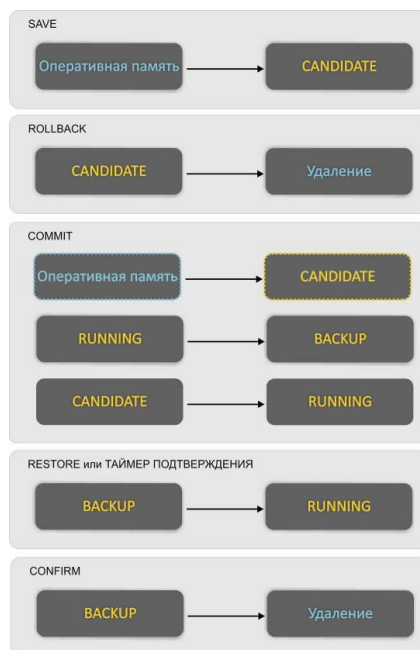 SAVE
Оперативная память CANDIDATE
ROLLBACK
CANDIDATE Удаление
COMMIT
Оперативная память CANDIDATE
RUNNING BACKUP
CANDIDATE RUNNING
RESTORE или ТАЙМЕР ПОДТВЕРЖДЕНИЯ
BACKUP RUNNING
CONFIRM
BACKUP Удаление